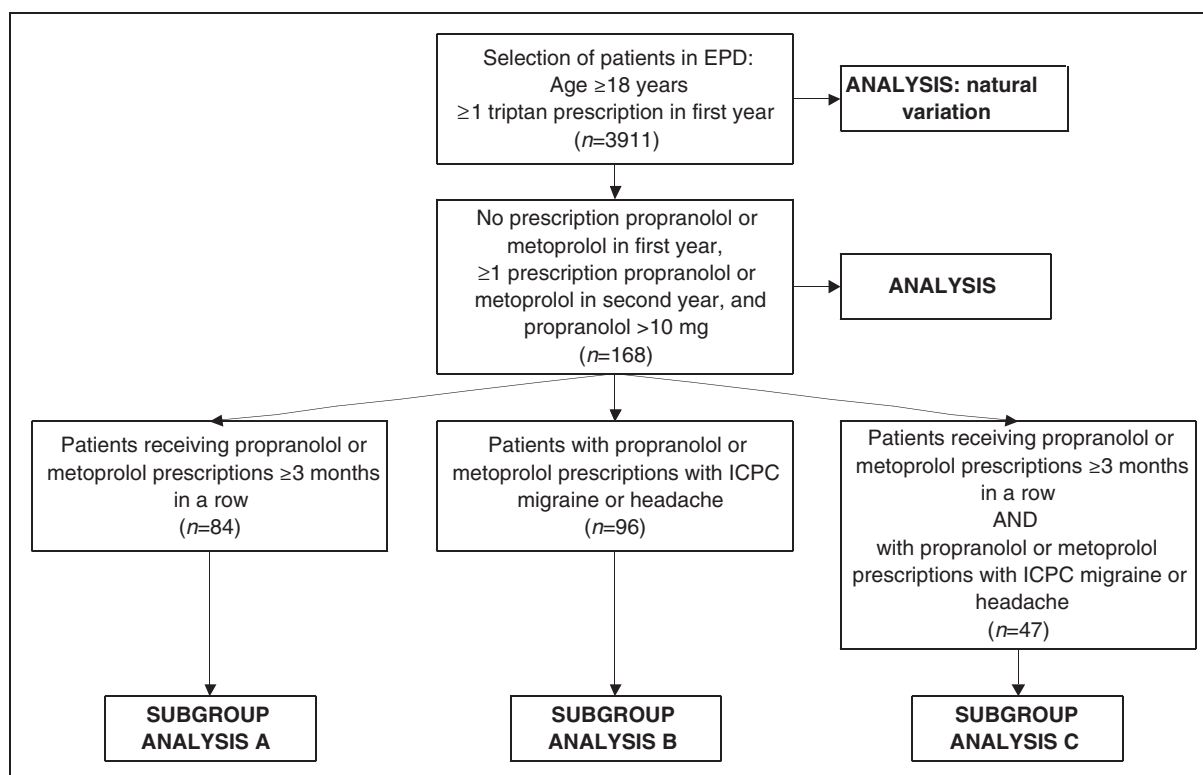 Selection of patients in EPD:
Age ≥18 years
≥1 triptan prescription in first year
(n=3911)
ANALYSIS: natural
variation
No prescription propranolol or
metoprolol in first year,
≥1 prescription propranolol or
metoprolol in second year, and
propranolol >10 mg
(n=168)
ANALYSIS
Patients receiving propranolol or
metoprolol prescriptions ≥3 months
in a row
(n=84)
Patients with propranolol or
metoprolol prescriptions with ICPC
migraine or headache
(n=96)
Patients receiving propranolol or
metoprolol prescriptions ≥3 months
in a row
AND
with propranolol or metoprolol
prescriptions with ICPC migraine or
headache
(n=47)
SUBGROUP
ANALYSIS A
SUBGROUP
ANALYSIS B
SUBGROUP
ANALYSIS C